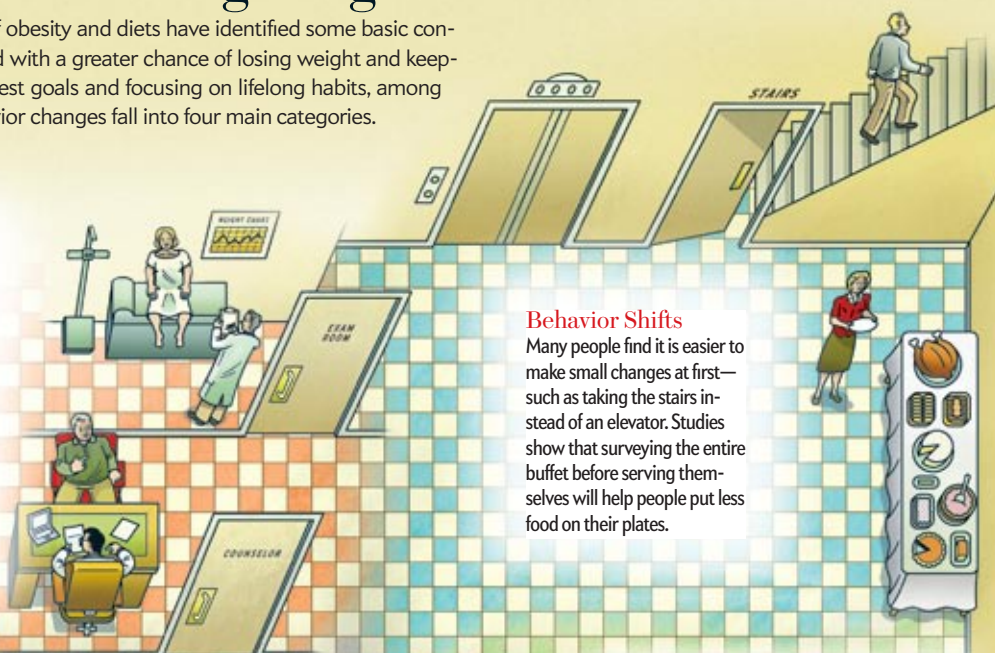 f obesity and diets have identified some basic con-
d with a greater chance of losing weight and keep-
est goals and focusing on lifelong habits, among
ior changes fall into four main categories.
STAIRS
WEIGHT CHART
EXAM
ROOM
Behavior Shifts
Many people find it is easier to
make small changes at first—
such as taking the stairs in-
stead of an elevator. Studies
show that surveying the entire
buffet before serving them-
selves will help people put less
food on their plates.
COUNSELOR